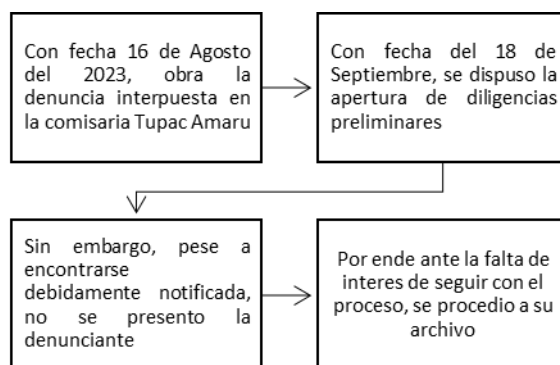 Con fecha 16 de Agosto
del 2023, obra la
denuncia interpuesta en
la comisaria Tupac Amaru
Con fecha del 18 de
Septiembre, se dispuso la
apertura de diligencias
preliminares
Sin embargo, pese a
encontrarse
debidamente notificada,
no se presento la
denunciante
Por ende ante la falta de
interes de seguir con el
proceso, se procedio a su
archivo